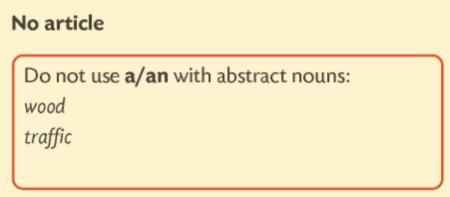 No article
Do not use a/an with abstract nouns:
wood
traffic